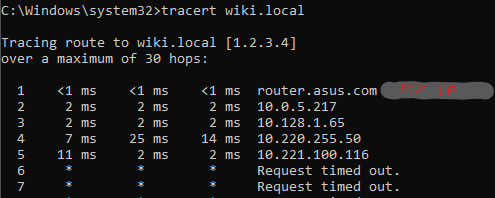 C:\Windows\system32>tracert wiki.local
Tracing route to wiki.local [1.2.3.4]
over a maximum of 30 hops:
1 <1 ms <1 ms <1 ms router.asus.com
2 2 ms 2 ms 2 ms 10.0.5.217
3 2 ms 2 ms 2 ms 10.128.1.65
4 7 ms 25 ms 14 ms 10.220.255.50
5 11 ms 2 ms 2 ms 10.221.100.116
6 * * * Request timed out.
7 * * * Request timed out.